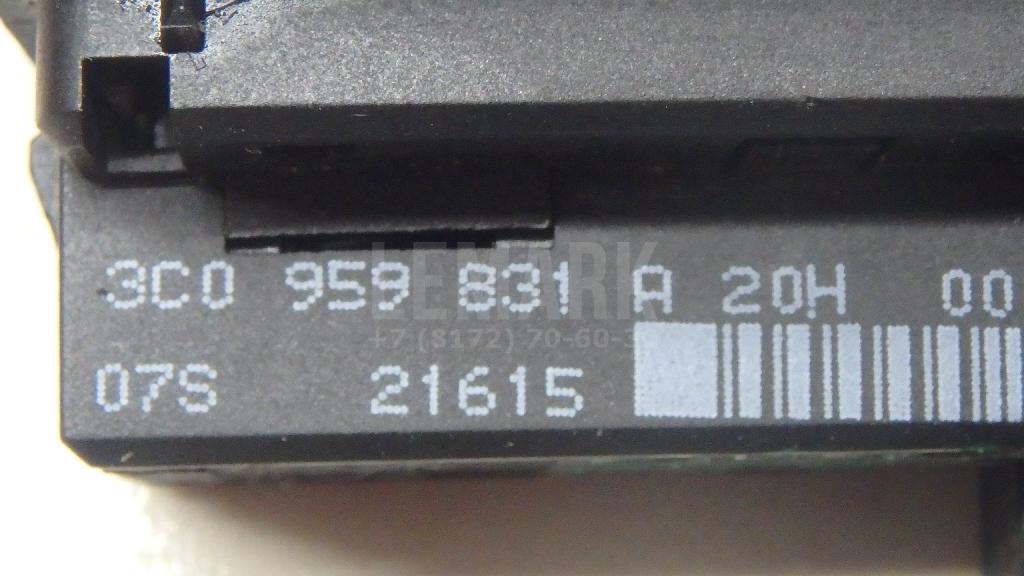 3C0 959 831 A 20H 00
07S 21615
LEMARK
+7 (8172) 70-60-3